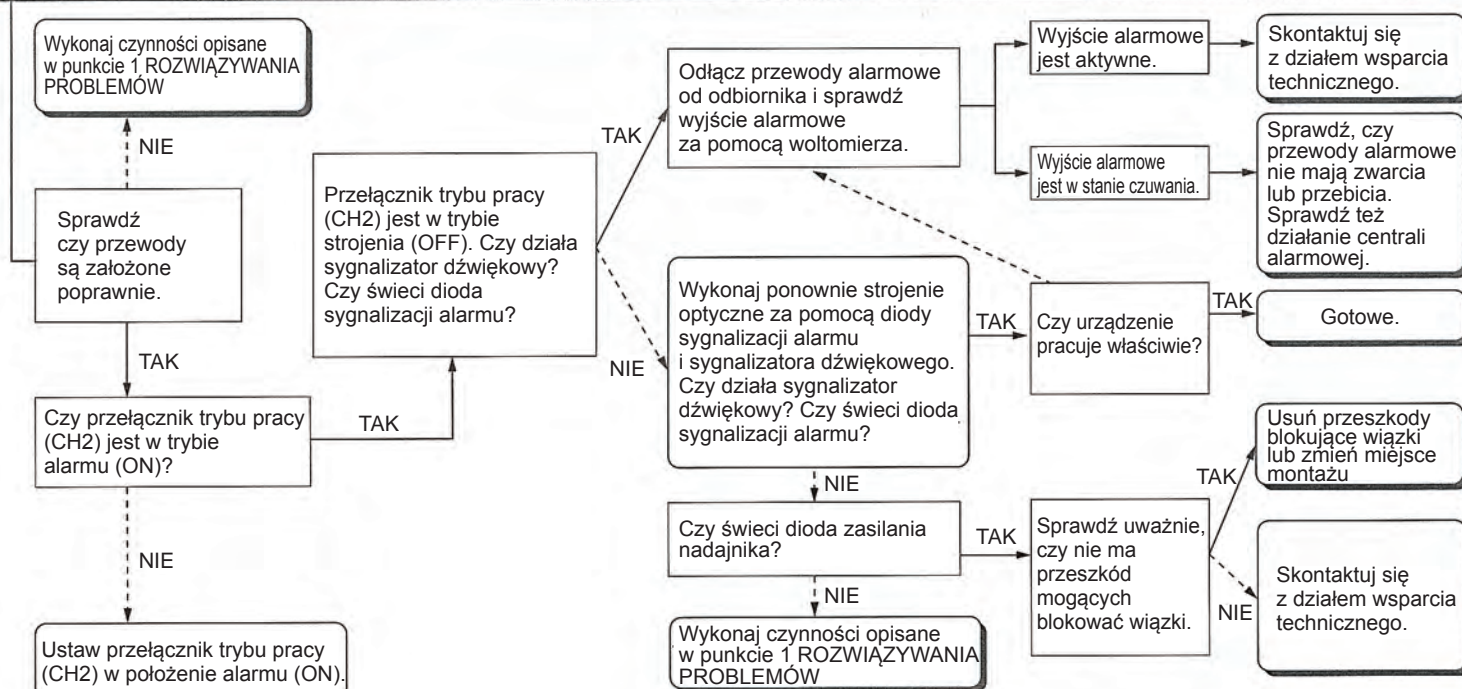 Wykonaj czynności opisane
w punkcie 1 ROZWIĄZYWANIA
PROBLEMÓW
NIE
Sprawdź
czy przewody
są założone
poprawnie.
TAK
Czy przełącznik trybu pracy
(CH2) jest w trybie
alarmu (ON)?
TAK
NIE
Ustaw przełącznik trybu pracy
(CH2) w położenie alarmu (ON).
Przełącznik trybu pracy
(CH2) jest w trybie
strojenia (OFF). Czy działa
sygnalizator dźwiękowy?
Czy świeci dioda
sygnalizacji alarmu?
TAK
NIE
Odłącz przewody alarmowe
od odbiornika i sprawdź
wyjście alarmowe
za pomocą woltomierza.
Wyjście alarmowe
jest aktywne.
Skontaktuj się
z działem wsparcia
technicznego.
Wyjście alarmowe
jest w stanie czuwania.
Sprawdź, czy
przewody alarmowe
nie mają zwarcia
lub przebicia.
Sprawdź też
działanie centrali
alarmowej.
Wykonaj ponownie strojenie
optyczne za pomocą diody
sygnalizacji alarmu
i sygnalizatora dźwiękowego.
Czy działa sygnalizator
dźwiękowy? Czy świeci dioda
sygnalizacji alarmu?
TAK
Czy urządzenie
pracuje właściwie?
TAK
Gotowe.
NIE
Czy świeci dioda zasilania
nadajnika?
TAK
Sprawdź uważnie,
czy nie ma
przeszkód
mogących
blokować wiązki.
TAK
Usuń przeszkody
blokujące wiązki
lub zmień miejsce
montażu
NIE
Skontaktuj się
z działem wsparcia
technicznego.
NIE
Wykonaj czynności opisane
w punkcie 1 ROZWIĄZYWANIA
PROBLEMÓW